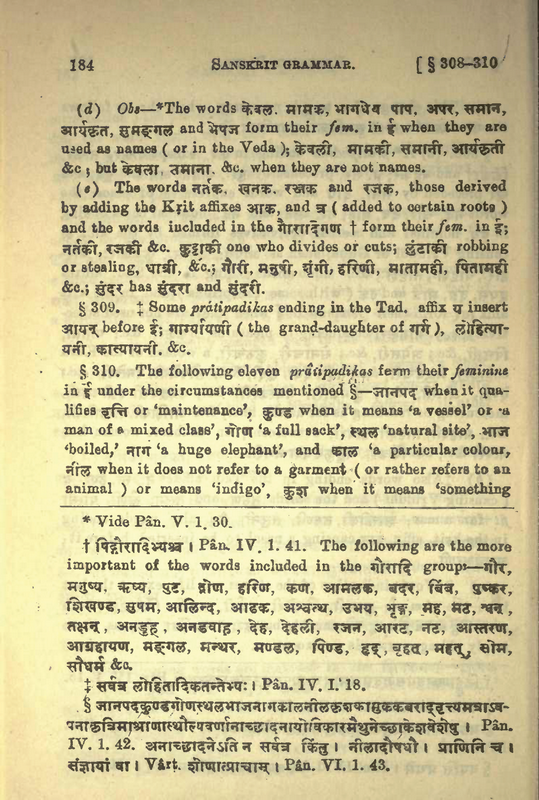 184 SANSKRIT GRAMMAR. [ § 308-310
(d) Obs—*The words केवल. मामक, भागधेव पाप. अपर, समान,
आर्यकृत, सुमङ्गल and भेषज form their fem. in ई when they are
used as names ( or in the Veda ); केवली, मामकी, समानी, आर्यकृती
&c ; but केवला, समाना. &c. when they are not names.
(e) The words नर्तक. खनक. रञ्जक and रजक, those derived
by adding the Kṛit affixes आक, and त्र ( added to certain roots )
and the words included in the गौरादिगण † form their fem. in ई;
नर्तकी, रजकी &c. कुट्टाकी one who divides or cuts; लुंटाकी robbing
or stealing, धात्री, &c.; गौरी, मनुषी, शृंगी, हरिणी, मातामही, पितामही
&c.; सुंदर has सुंदरा and सुंदरी.
§ 309. ‡ Some prâtipadikas ending in the Tad. affix य insert
आयन् before ई; गार्ग्यायणी ( the grand-daughter of गर्ग ), लोहित्या-
यनी, कात्यायनी. &c.
§ 310. The following eleven prâtipadikas form their feminine
in ई under the circumstances mentioned §—जानपद when it qua-
lifies वृत्ति or 'maintenance', कुण्ड when it means 'a vessel' or 'a
man of a mixed class', गोण 'a full sack', स्थल 'natural site', भाज
'boiled,' नाग 'a huge elephant', and काल 'a particular colour,
नील when it does not refer to a garment ( or rather refers to an
animal ) or means 'indigo', कुश when it means 'something
* Vide Pân. V. 1. 30.
† षिद्गौरादिभ्यश्च । Pân. IV. 1. 41. The following are the more
important of the words included in the गौरादि group:—गौर,
मनुष्य. ऋष्य, पुट, द्रोण, हरिण, कण, आमलक, बदर, बिंब, पुष्कर,
शिखण्ड, सुषम, आलिन्द, आढक, अश्वत्थ, उभय, भृङ्ग, मह, मठ, श्वन् ,
तक्षन् , अनडुह्, अनडवाह , देह, देहली, रजन, आरट, नट, आस्तरण,
आग्रहायण, मङ्गल, मन्थर, मण्डल, पिण्ड, हृद्, बृहत्, महत्, सोम,
सौधर्म &c.
‡ सर्वत्र लोहितादिकतन्तेभ्यः । Pân. IV. I. 18.
§ जानपदकुण्डगोणस्थलभाजनागकालनीलकुशकामुककबराद्वृत्त्यमत्राऽव-
पनाकृत्रिमाश्राणास्थौल्यवर्णानाच्छादनायोविकारमैथुनेच्छाकेशवेशेषु । Pân.
IV. 1. 42. अनाच्छादनेऽति न सर्वत्र किंतु । नीलादौषधौ । प्राणिनि च ।
संज्ञायां वा । Vârt. शोणात्प्राचाम् । Pân. VI. 1. 43.